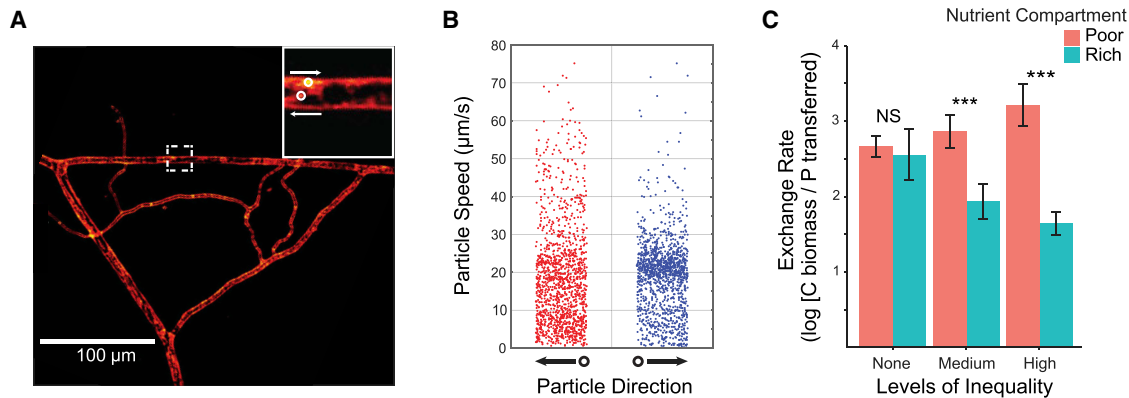 A
100 µm
B
Particle Speed (µm/s)
80
70
60
50
40
30
20
10
0
Particle Direction
C
Nutrient Compartment
Poor
Rich
Exchange Rate
(log [C biomass / P transferred)
4
3
2
1
NS
***
***
None Medium High
Levels of Inequality